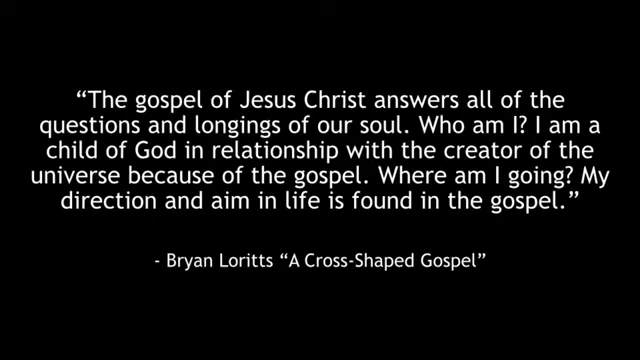 “The gospel of Jesus Christ answers all of the
questions and longings of our soul. Who am I? I am a
child of God in relationship with the creator of the
universe because of the gospel. Where am I going? My
direction and aim in life is found in the gospel.”
- Bryan Loritts “A Cross-Shaped Gospel”